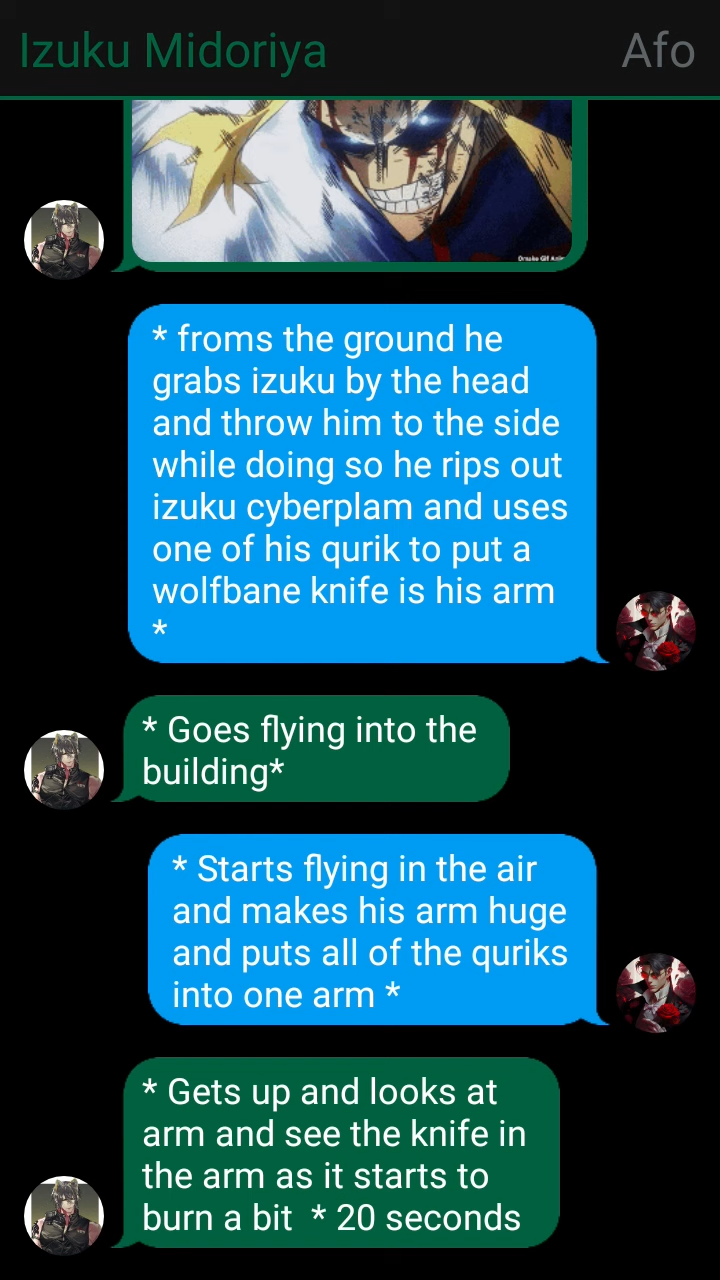 Izuku Midoriya
Afo
* froms the ground he
grabs izuku by the head
and throw him to the side
while doing so he rips out
izuku cyberplam and uses
one of his qurik to put a
wolfbane knife is his arm
*
* Goes flying into the
building*
* Starts flying in the air
and makes his arm huge
and puts all of the quriks
into one arm *
* Gets up and looks at
arm and see the knife in
the arm as it starts to
burn a bit  * 20 seconds